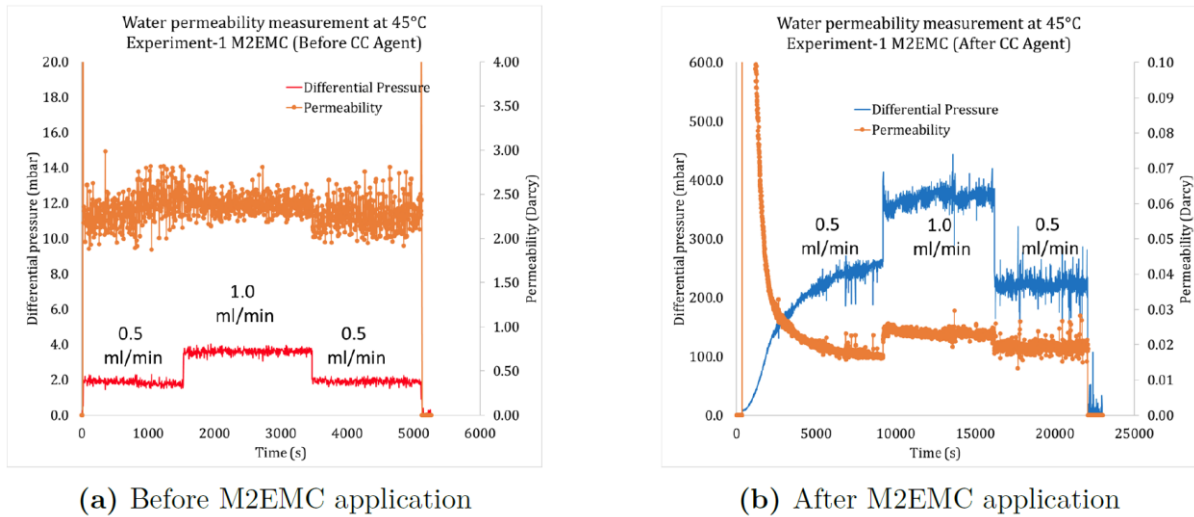 Water permeability measurement at 45°C
Experiment-1 M2EMC (Before CC Agent)
20.0
18.0
16.0
14.0
12.0
10.0
8.0
6.0
4.0
2.0
0.0
Differential pressure (mbar)
4.00
3.50
3.00
2.50
2.00
1.50
1.00
0.50
0.00
Permeability (Darcy)
Differential Pressure
Permeability
0.5
ml/min
1.0
ml/min
0.5
ml/min
0
1000
2000
3000
4000
5000
6000
Time (s)
(a) Before M2EMC application
Water permeability measurement at 45°C
Experiment-1 M2EMC (After CC Agent)
600.0
500.0
400.0
300.0
200.0
100.0
0.0
Differential pressure (mbar)
0.10
0.09
0.08
0.07
0.06
0.05
0.04
0.03
0.02
0.01
0.00
Permeability (Darcy)
Differential Pressure
Permeability
0.5
ml/min
1.0
ml/min
0.5
ml/min
0
5000
10000
15000
20000
25000
Time (s)
(b) After M2EMC application